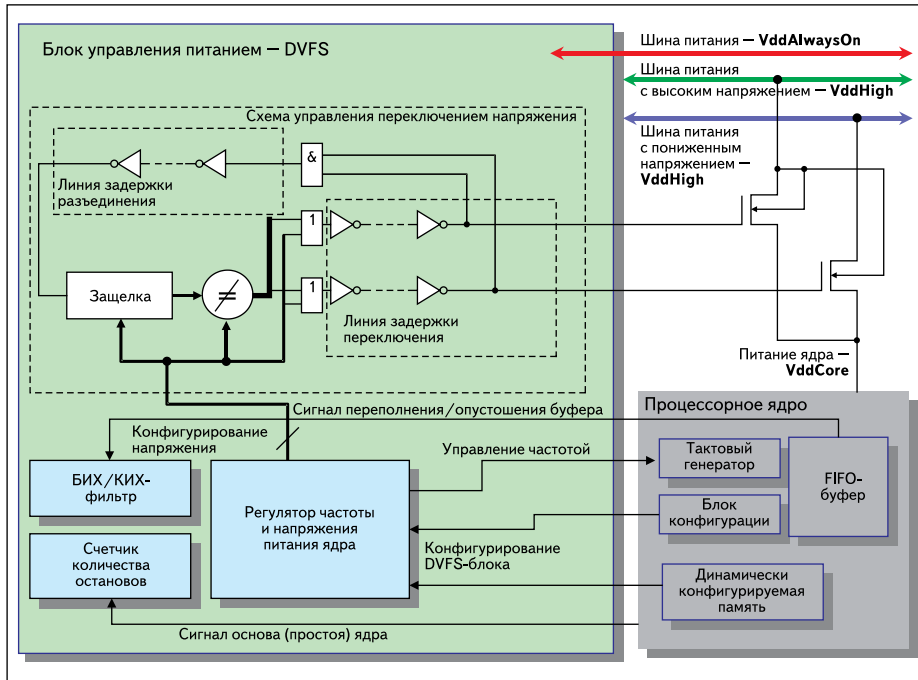 Блок управления питанием — DVFS
Шина питания — VddAlwaysOn
Шина питания
с высоким напряжением — VddHigh
Шина питания
с пониженным
напряжением —
VddHigh
Схема управления переключением напряжения
&
Линия задержки
разъединения
1
Защелка
≠
1
Линия задержки
переключения
Питание ядра —
VddCore
Сигнал переполнения/опустошения буфера
Конфигурирование
напряжения
Управление частотой
Процессорное ядро
Тактовый
генератор
FIFO-
буфер
БИХ/КИХ-
фильтр
Регулятор частоты
и напряжения
питания ядра
Блок
конфигурации
Счетчик
количества
остановов
Конфигурирование
DVFS-блока
Динамически
конфигурируемая
память
Сигнал основа (простоя) ядра